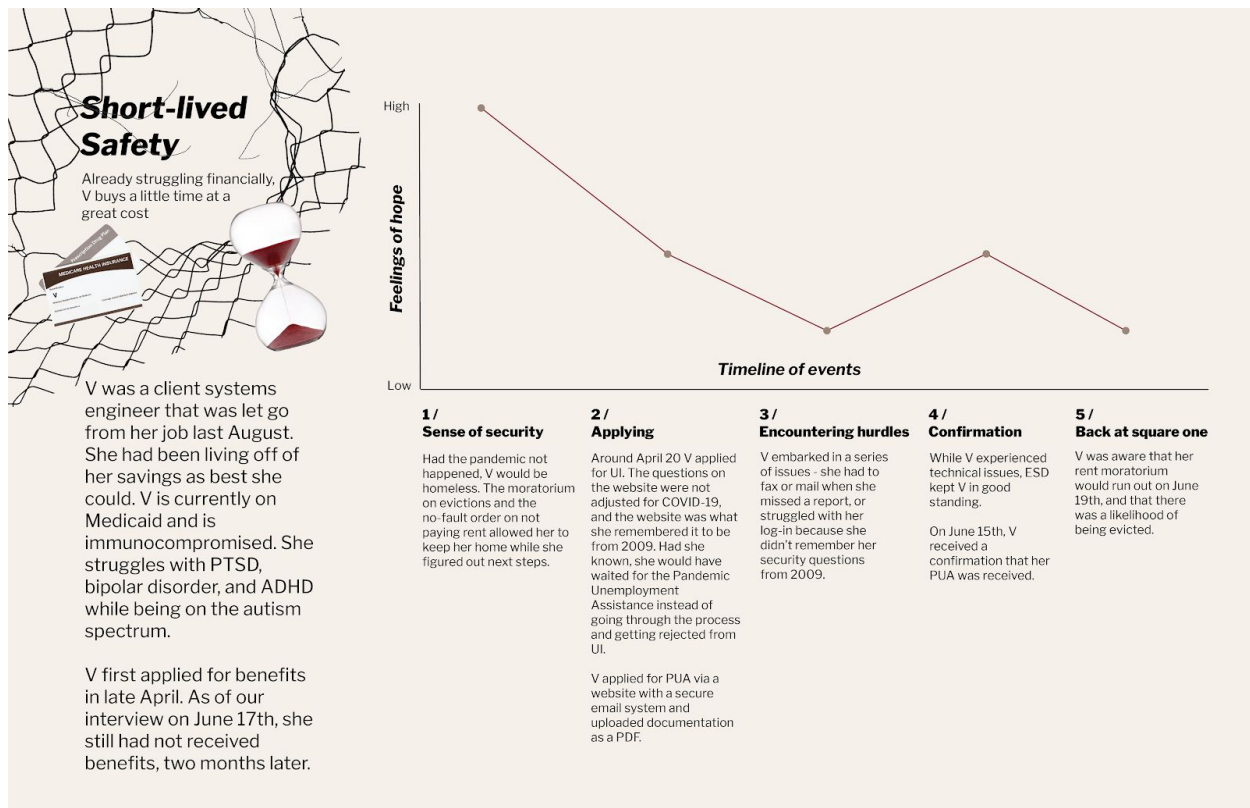 Short-lived
Safety
Already struggling financially,
V buys a little time at a
great cost
Prescription Drug Plan
MEDICARE HEALTH INSURANCE
V
V was a client systems
engineer that was let go
from her job last August.
She had been living off of
her savings as best she
could. V is currently on
Medicaid and is
immunocompromised. She
struggles with PTSD,
bipolar disorder, and ADHD
while being on the autism
spectrum.
V first applied for benefits
in late April. As of our
interview on June 17th, she
still had not received
benefits, two months later.
High
Feelings of hope
Low
Timeline of events
1 /
Sense of security
Had the pandemic not
happened, V would be
homeless. The moratorium
on evictions and the
no-fault order on not
paying rent allowed her to
keep her home while she
figured out next steps.
2 /
Applying
Around April 20 V applied
for UI. The questions on
the website were not
adjusted for COVID-19,
and the website was what
she remembered it to be
from 2009. Had she
known, she would have
waited for the Pandemic
Unemployment
Assistance instead of
going through the process
and getting rejected from
UI.
V applied for PUA via a
website with a secure
email system and
uploaded documentation
as a PDF.
3 /
Encountering hurdles
V embarked in a series
of issues - she had to
fax or mail when she
missed a report, or
struggled with her
log-in because she
didn't remember her
security questions
from 2009.
4 /
Confirmation
While V experienced
technical issues, ESD
kept V in good
standing.
On June 15th, V
received a
confirmation that her
PUA was received.
5 /
Back at square one
V was aware that her
rent moratorium
would run out on June
19th, and that there
was a likelihood of
being evicted.